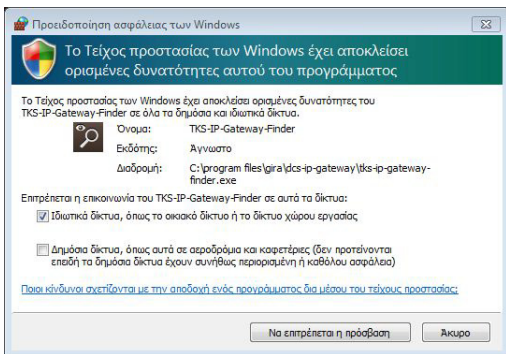 Προειδοποίηση ασφάλειας των Windows
Το Τείχος προστασίας των Windows έχει αποκλείσει
ορισμένες δυνατότητες αυτού του προγράμματος
Το Τείχος προστασίας των Windows έχει αποκλείσει ορισμένες δυνατότητες του
TKS-IP-Gateway-Finder σε όλα τα δημόσια και ιδιωτικά δίκτυα.
Όνομα: TKS-IP-Gateway-Finder
Εκδότης: Άγνωστο
Διαδρομή: C:\program files\gira\dcs-ip-gateway\tks-ip-gateway-
finder.exe
Επιτρέπεται η επικοινωνία του TKS-IP-Gateway-Finder σε αυτά τα δίκτυα:
Ιδιωτικά δίκτυα, όπως το οικιακό δίκτυο ή το δίκτυο χώρου εργασίας
Δημόσια δίκτυα, όπως αυτά σε αεροδρόμια και καφετέριες (δεν προτείνονται
επειδή τα δημόσια δίκτυα έχουν συνήθως περιορισμένη ή καθόλου ασφάλεια)
Ποιοι κίνδυνοι σχετίζονται με την αποδοχή ενός προγράμματος δια μέσου του τείχους προστασίας;
Να επιτρέπεται η πρόσβαση Άκυρο